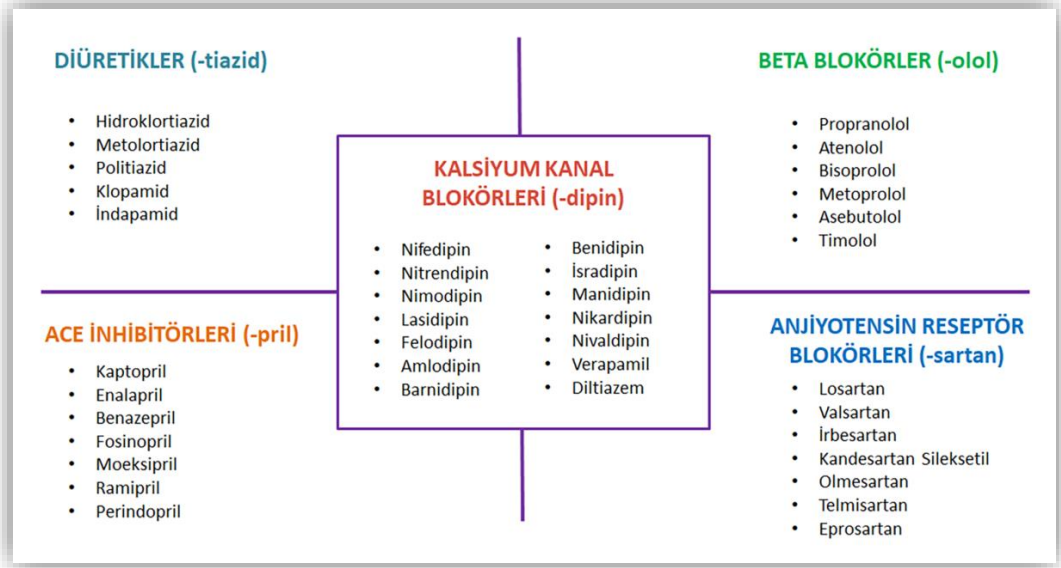 DİÜRETİKLER (-tiazid)
• Hidroklortiazid
• Metolortiazid
• Politiazid
• Klopamid
• İndapamid
BETA BLOKÖRLER (-olol)
• Propranolol
• Atenolol
• Bisoprolol
• Metoprolol
• Asebutolol
• Timolol
KALSİYUM KANAL
BLOKÖRLERİ (-dipin)
• Nifedipin
• Nitrendipin
• Nimodipin
• Lasidipin
• Felodipin
• Amlodipin
• Barnidipin
• Benidipin
• İsradipin
• Manidipin
• Nikardipin
• Nivaldipin
• Verapamil
• Diltiazem
ACE İNHİBİTÖRLERİ (-pril)
• Kaptopril
• Enalapril
• Benazepril
• Fosinopril
• Moeksipril
• Ramipril
• Perindopril
ANJİYOTENSİN RESEPTÖR
BLOKÖRLERİ (-sartan)
• Losartan
• Valsartan
• İrbesartan
• Kandesartan Sileksetil
• Olmesartan
• Telmisartan
• Eprosartan